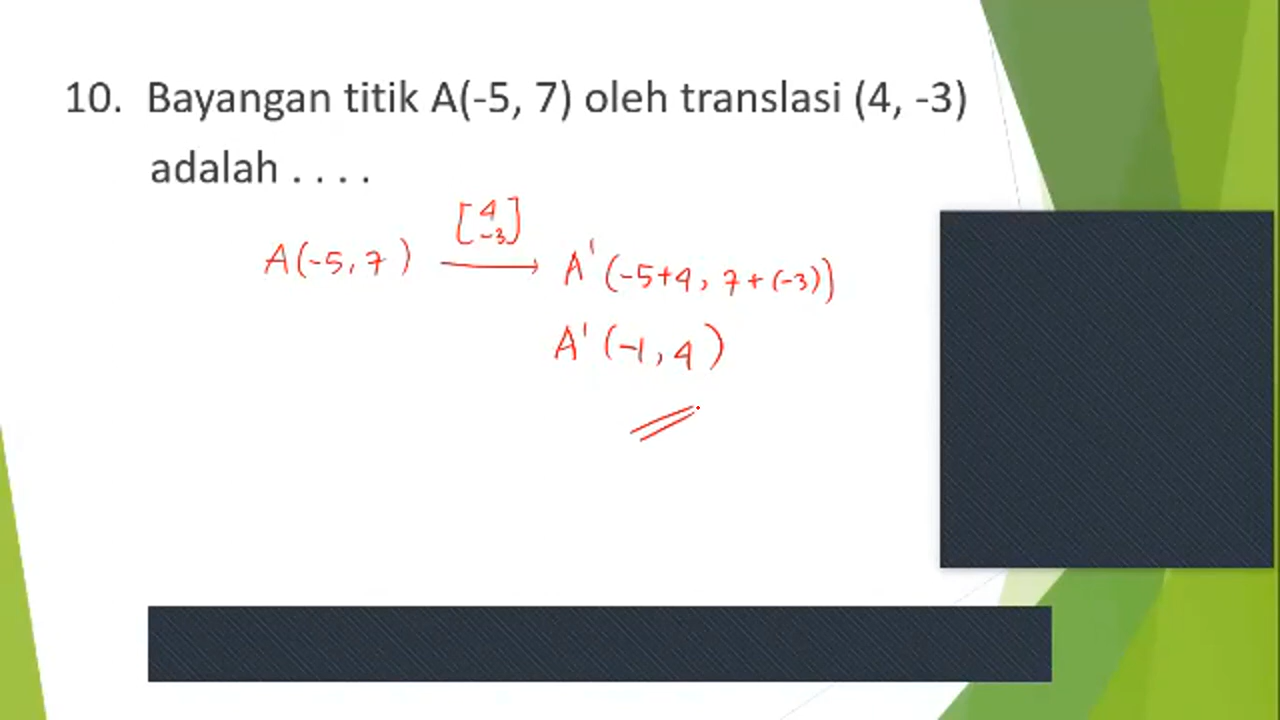 10. Bayangan titik A(-5, 7) oleh translasi (4, -3)
adalah . . . .
[4
-3]
A(-5, 7) → A'(-5+4, 7+(-3))
A'(-1, 4)